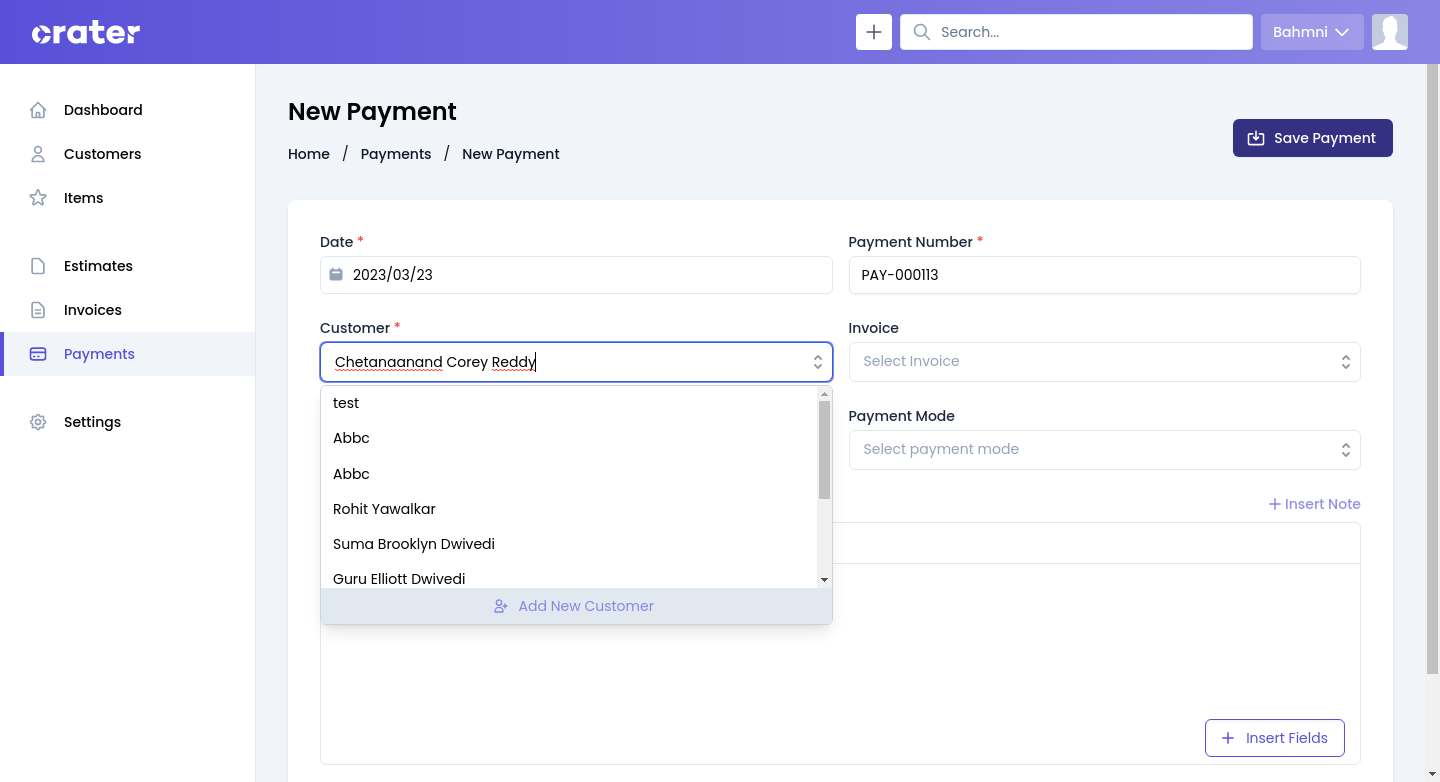 crater
Search...
Bahmni
Dashboard
Customers
Items
Estimates
Invoices
Payments
Settings
New Payment
Home / Payments / New Payment
Save Payment
Date *
2023/03/23
Payment Number *
PAY-000113
Customer *
Chetanaanand Corey Reddy
Invoice
Select Invoice
test
Abbc
Abbc
Rohit Yawalkar
Suma Brooklyn Dwivedi
Guru Elliott Dwivedi
Add New Customer
Payment Mode
Select payment mode
Insert Note
Insert Fields